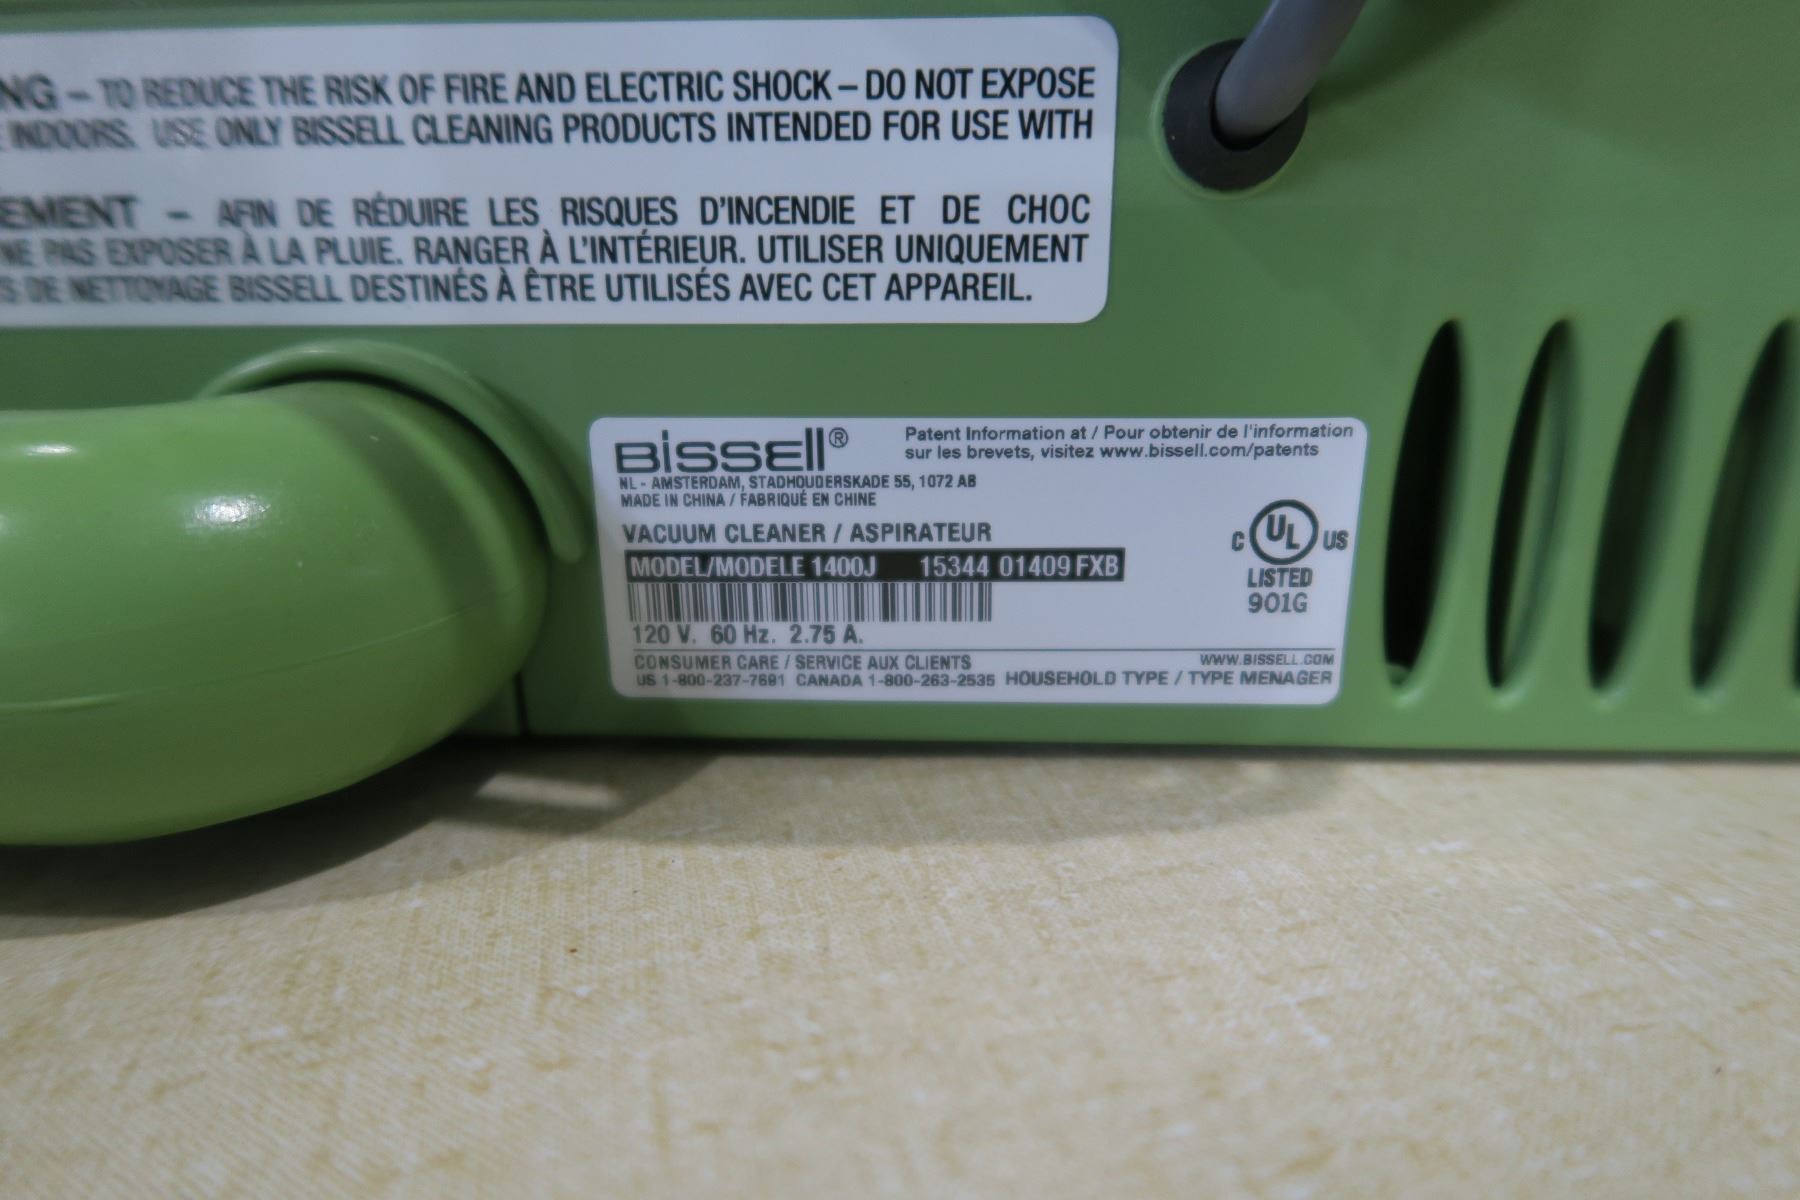 NG – TO REDUCE THE RISK OF FIRE AND ELECTRIC SHOCK – DO NOT EXPOSE
INDOORS. USE ONLY BISSELL CLEANING PRODUCTS INTENDED FOR USE WITH
EMENT – AFIN DE RÉDUIRE LES RISQUES D'INCENDIE ET DE CHOC
NE PAS EXPOSER À LA PLUIE. RANGER À L'INTÉRIEUR. UTILISER UNIQUEMENT
S DE NETTOYAGE BISSELL DESTINÉS À ÊTRE UTILISÉS AVEC CET APPAREIL.
BISSELL®
Patent Information at / Pour obtenir de l'information
sur les brevets, visitez www.bissell.com/patents
NL - AMSTERDAM, STADHOUDERSKADE 55, 1072 AB
MADE IN CHINA / FABRIQUÉ EN CHINE
VACUUM CLEANER / ASPIRATEUR
MODEL/MODELE 1400J 15344 01409 FXB
C UL US
LISTED
901G
120 V. 60 Hz. 2.75 A.
CONSUMER CARE / SERVICE AUX CLIENTS WWW.BISSELL.COM
US 1-800-237-7691 CANADA 1-800-263-2535 HOUSEHOLD TYPE / TYPE MENAGER